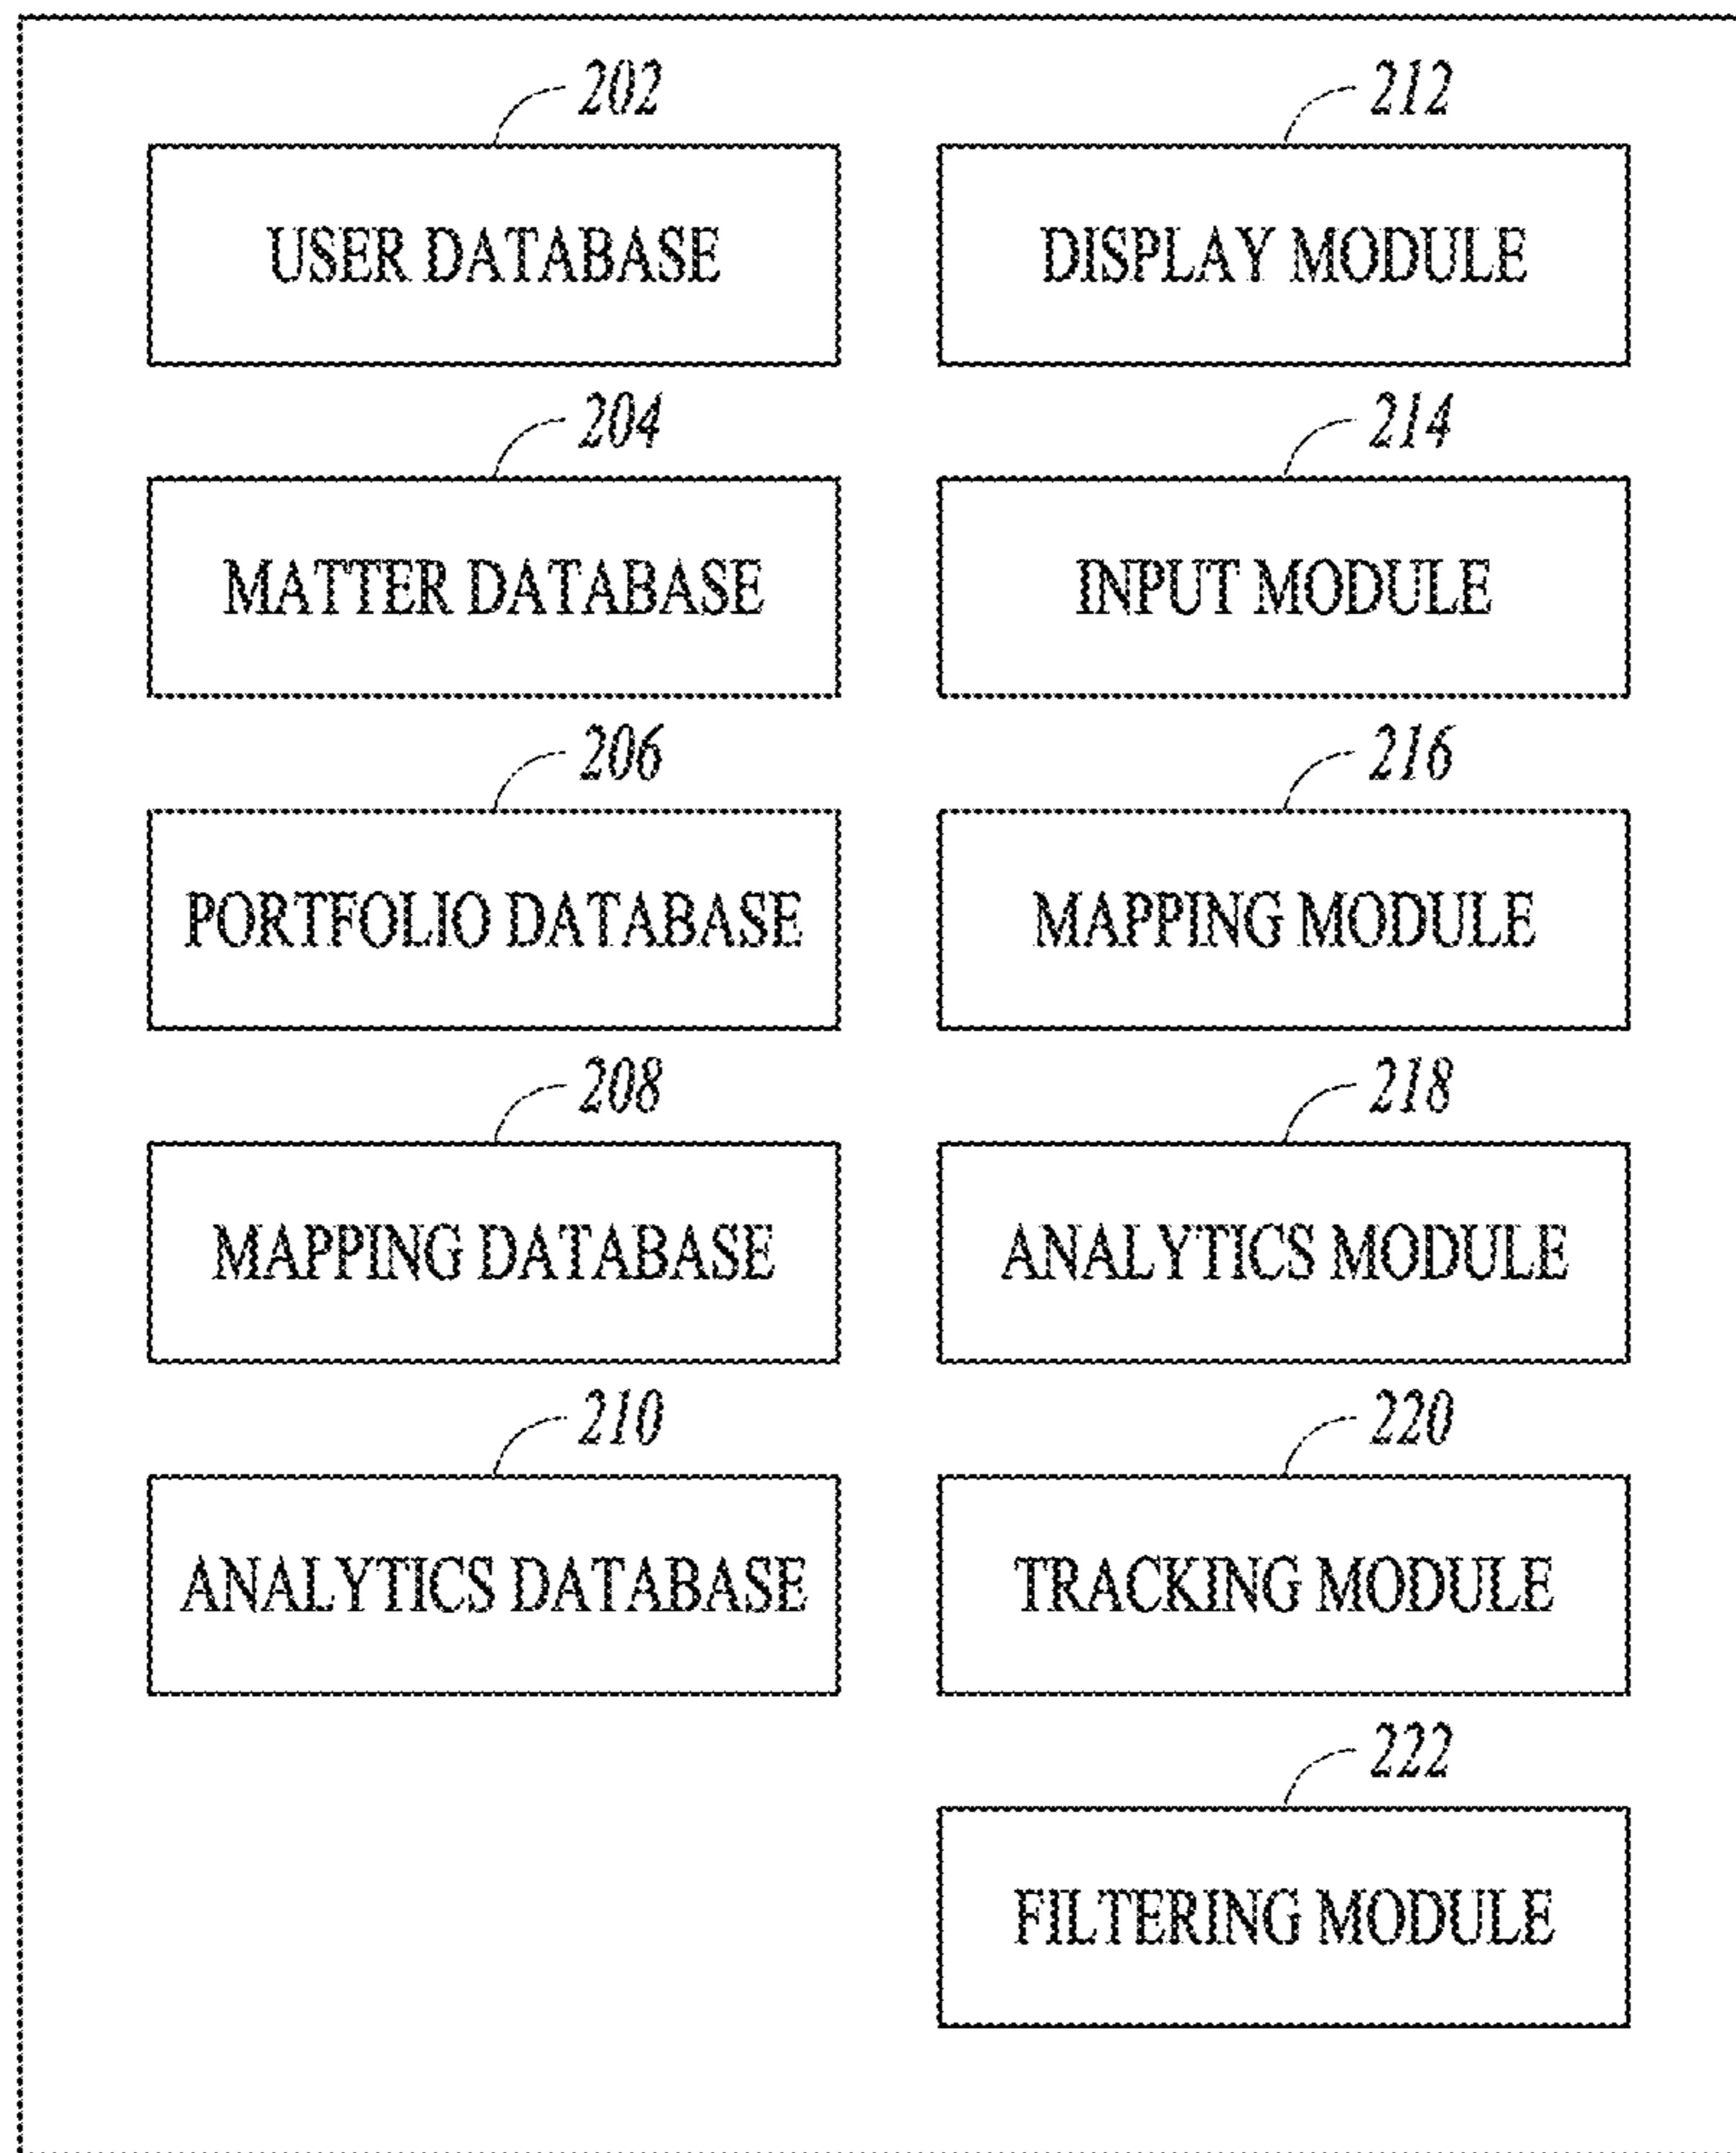 202
USER DATABASE
212
DISPLAY MODULE
204
MATTER DATABASE
214
INPUT MODULE
206
PORTFOLIO DATABASE
216
MAPPING MODULE
208
MAPPING DATABASE
218
ANALYTICS MODULE
210
ANALYTICS DATABASE
220
TRACKING MODULE
222
FILTERING MODULE